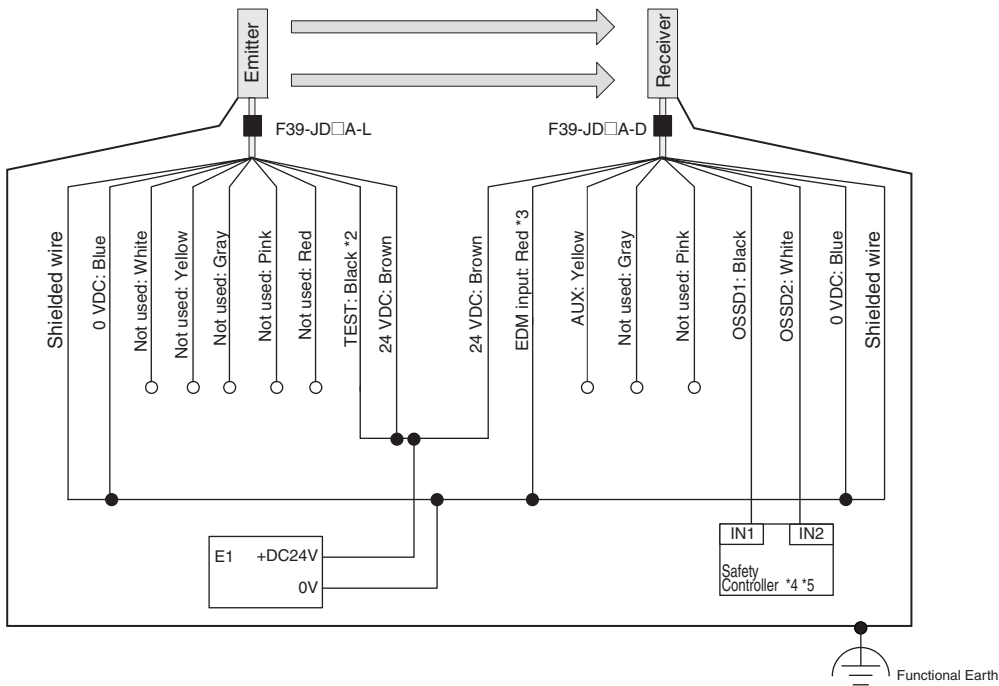 Emitter
Receiver
F39-JD□A-L
F39-JD□A-D
Shielded wire
0 VDC: Blue
Not used: White
Not used: Yellow
Not used: Gray
Not used: Pink
Not used: Red
TEST: Black *2
24 VDC: Brown
24 VDC: Brown
EDM input: Red *3
AUX: Yellow
Not used: Gray
Not used: Pink
OSSD1: Black
OSSD2: White
0 VDC: Blue
Shielded wire
E1 +DC24V
0V
IN1 IN2
Safety
Controller *4 *5
Functional Earth